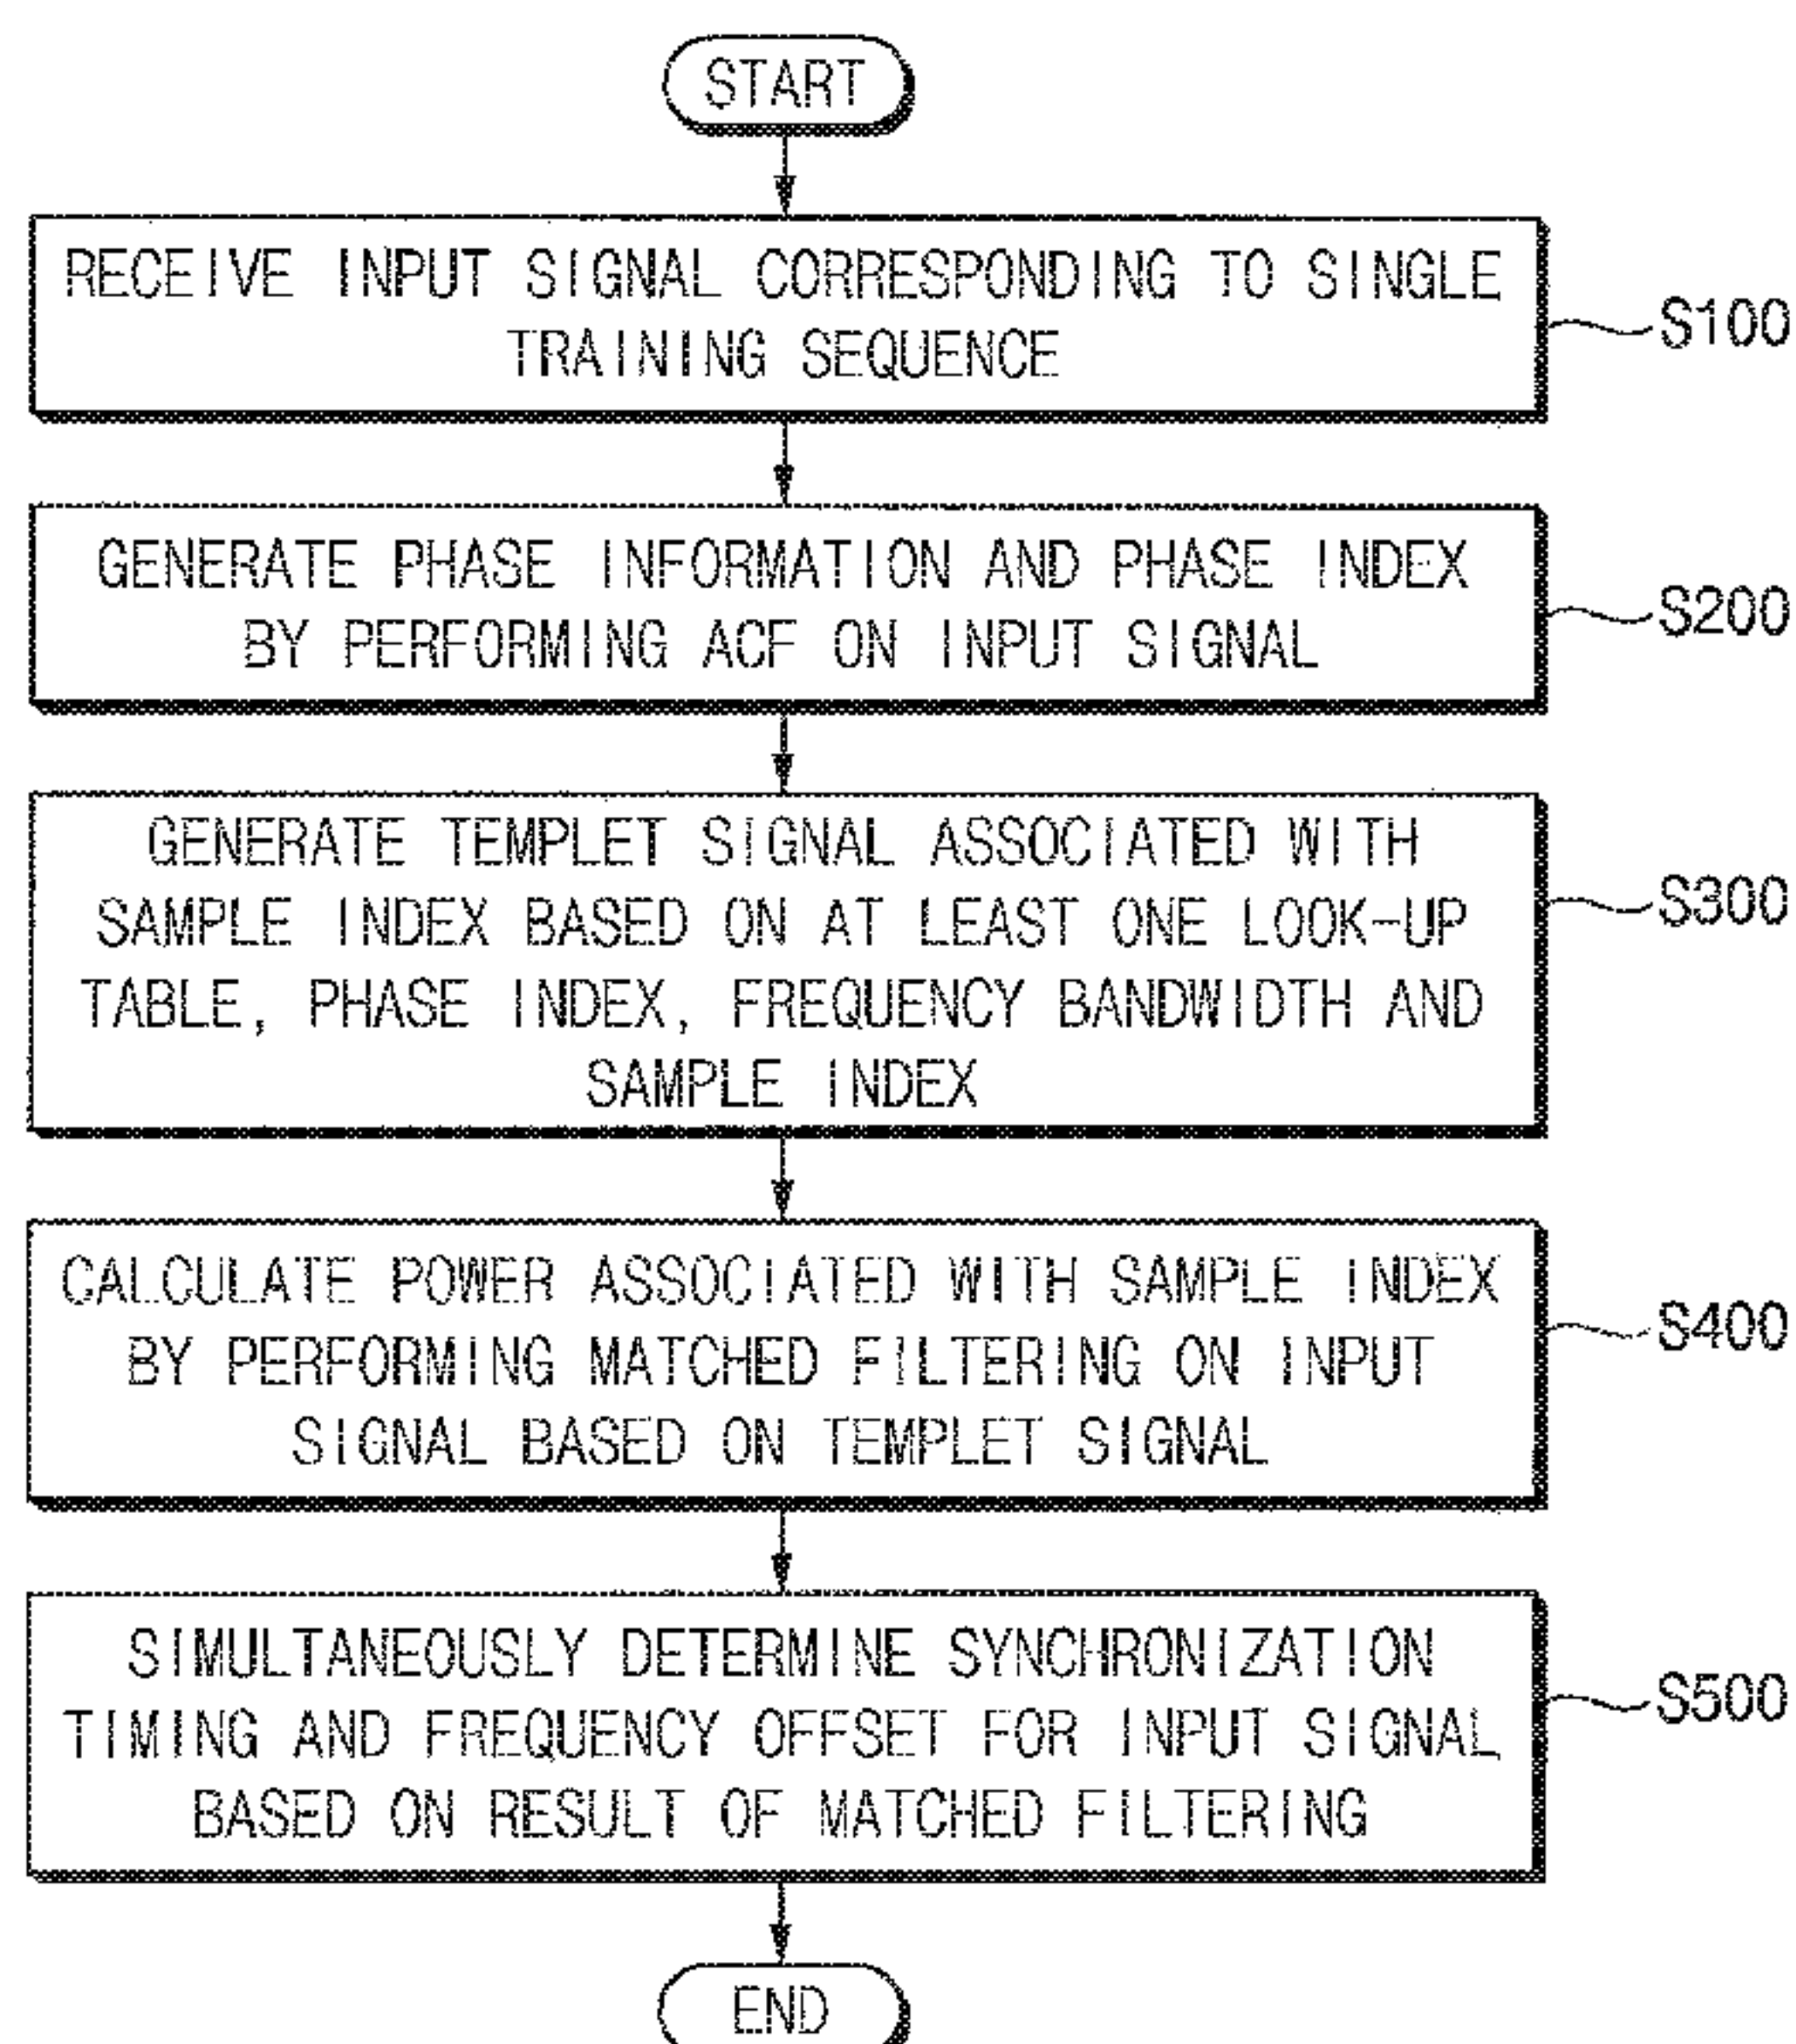 START
RECEIVE INPUT SIGNAL CORRESPONDING TO SINGLE
TRAINING SEQUENCE
S100
GENERATE PHASE INFORMATION AND PHASE INDEX
BY PERFORMING ACF ON INPUT SIGNAL
S200
GENERATE TEMPLET SIGNAL ASSOCIATED WITH
SAMPLE INDEX BASED ON AT LEAST ONE LOOK-UP
TABLE, PHASE INDEX, FREQUENCY BANDWIDTH AND
SAMPLE INDEX
S300
CALCULATE POWER ASSOCIATED WITH SAMPLE INDEX
BY PERFORMING MATCHED FILTERING ON INPUT
SIGNAL BASED ON TEMPLET SIGNAL
S400
SIMULTANEOUSLY DETERMINE SYNCHRONIZATION
TIMING AND FREQUENCY OFFSET FOR INPUT SIGNAL
BASED ON RESULT OF MATCHED FILTERING
S500
END